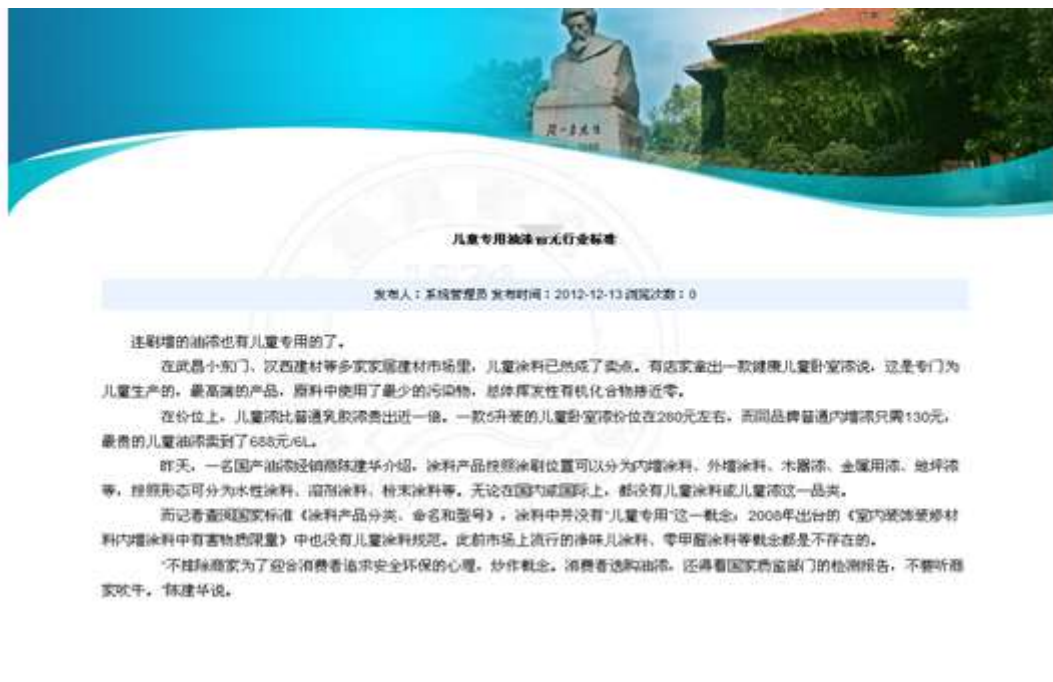 儿童专用油漆尚无行业标准
发布人：系统管理员 发布时间：2012-12-13 浏览次数：0
连刷墙的油漆也有儿童专用的了。
在武昌小东门、汉西建材等多家家居建材市场里，儿童涂料已然成了卖点。有店家拿出一款健康儿童卧室漆说，这是专门为
儿童生产的，最高端的产品，原料中使用了最少的污染物，总体挥发性有机化合物接近零。
在价位上，儿童漆比普通乳胶漆贵出近一倍。一款5升装的儿童卧室漆价位在280元左右，而同品牌普通内墙漆只需130元，
最贵的儿童油漆卖到了688元/6L。
昨天，一名国产油漆经销商陈建华介绍，涂料产品按照涂刷位置可以分为内墙涂料、外墙涂料、木器漆、金属用漆、地坪漆
等，按照形态可分为水性涂料、溶剂涂料、粉末涂料等。无论在国内或国际上，都没有儿童涂料或儿童漆这一品类。
而记者查阅国家标准《涂料产品分类、命名和型号》，涂料中并没有“儿童专用”这一概念；2008年出台的《室内装饰装修材
料内墙涂料中有害物质限量》中也没有儿童涂料规范。此前市场上流行的净味儿涂料、零甲醛涂料等概念都是不存在的。
“不排除商家为了迎合消费者追求安全环保的心理，炒作概念。消费者选购油漆，还得看国家质监部门的检测报告，不要听商
家吹牛。”陈建华说。